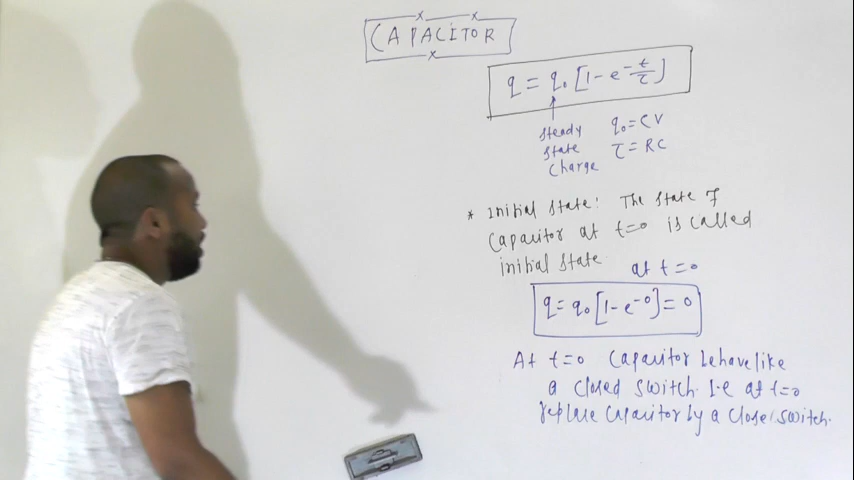 CAPACITOR
q = q₀ [1 - e^{-t/τ}]
Steady q₀ = CV
State τ = RC
Charge
* Initial State: The State of
Capacitor at t=0 is called
initial State
at t=0
q = q₀ [1 - e^{-0}] = 0
At t=0 Capacitor behave like
a closed switch. I.e at t=0
replace Capacitor by a close switch.